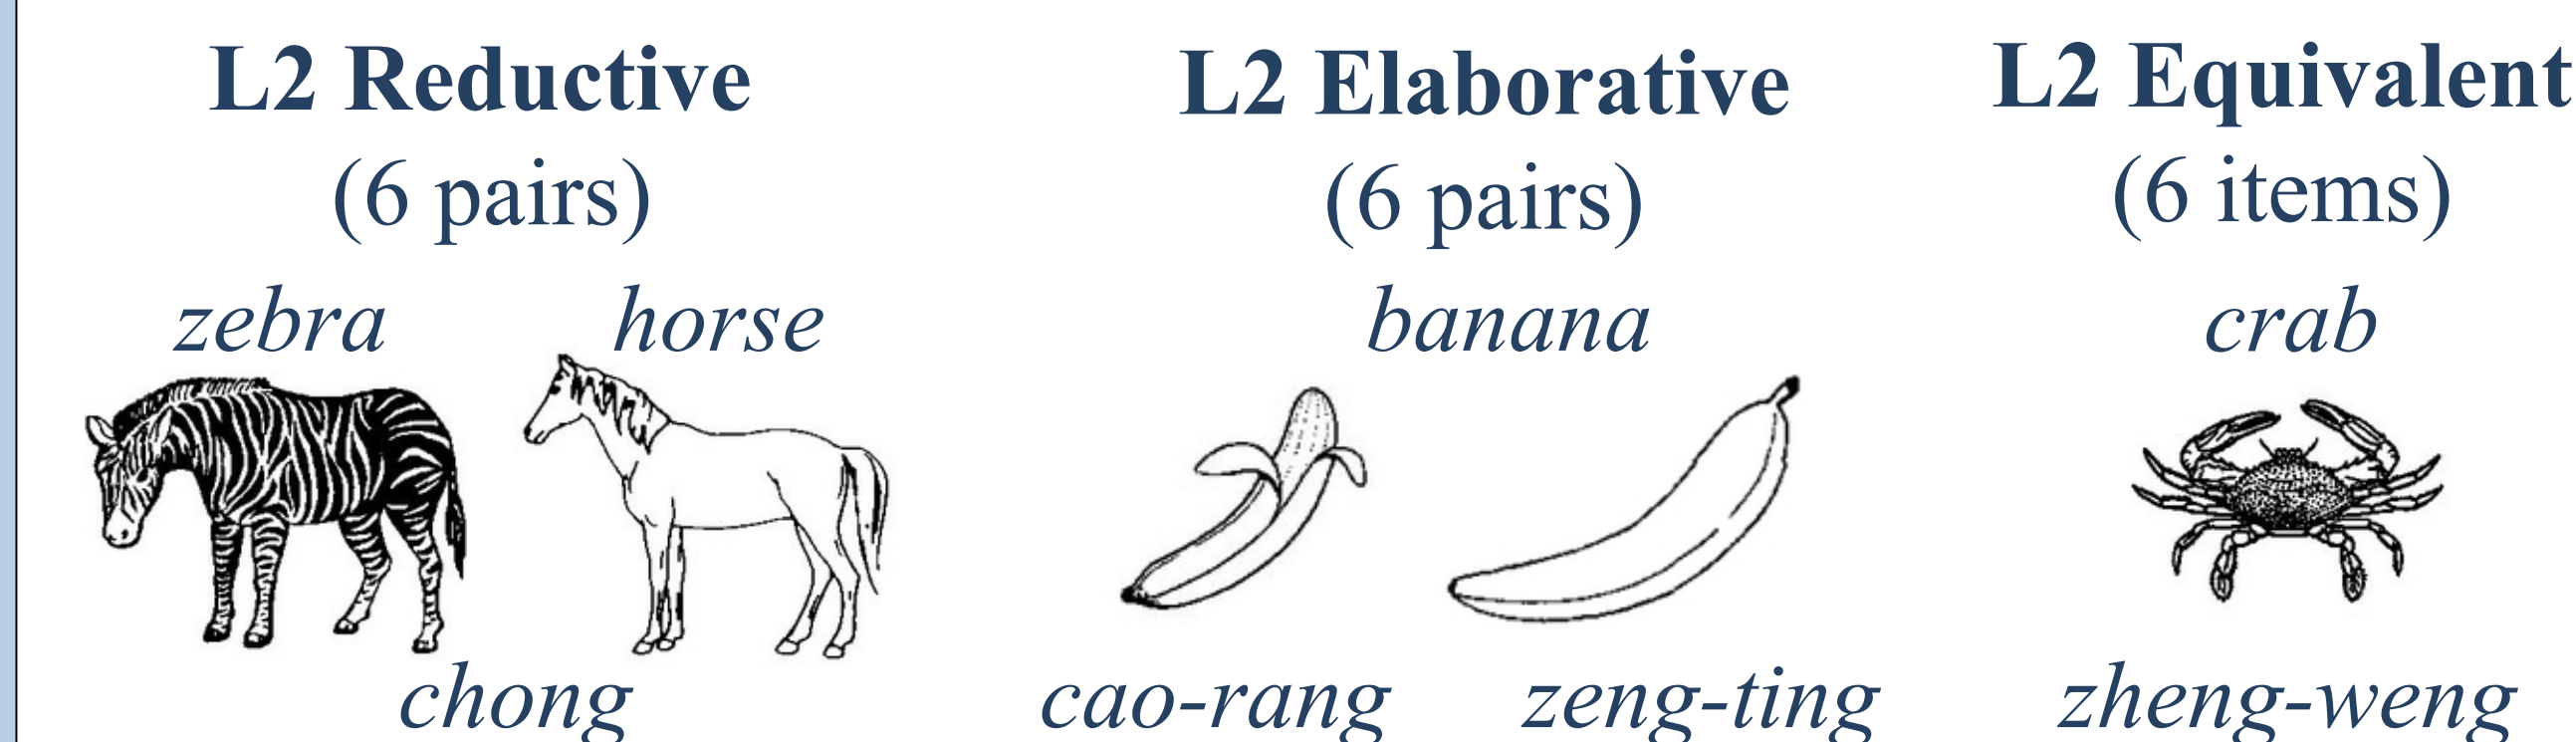 L2 Reductive
(6 pairs)
zebra horse
chong
L2 Elaborative
(6 pairs)
banana
cao-rang zeng-ting
L2 Equivalent
(6 items)
crab
zheng-weng